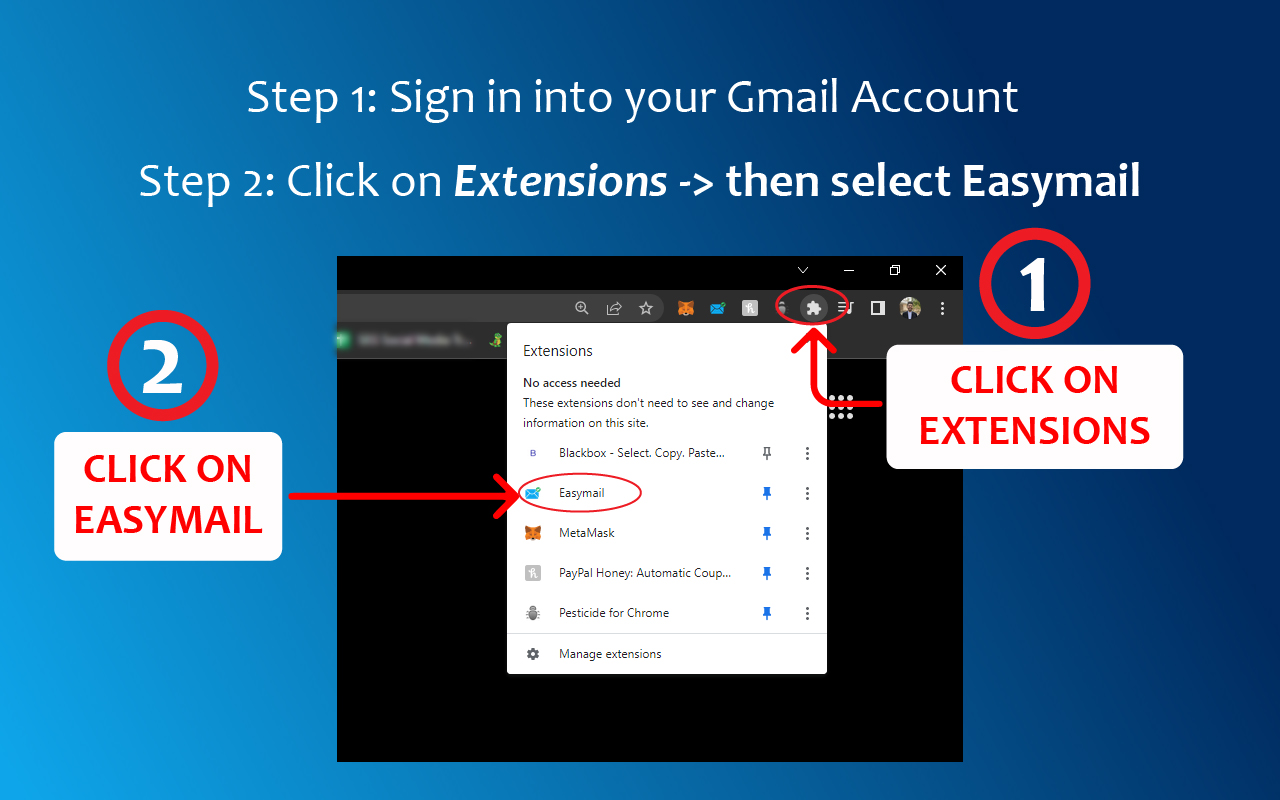 Step 1: Sign in into your Gmail Account
Step 2: Click on Extensions -> then select Easymail
1
CLICK ON
EXTENSIONS
2
CLICK ON
EASYMAIL
Extensions
No access needed
These extensions don't need to see and change
information on this site.
B Blackbox - Select. Copy. Paste...
Easymail
MetaMask
h PayPal Honey: Automatic Coup...
Pesticide for Chrome
Manage extensions